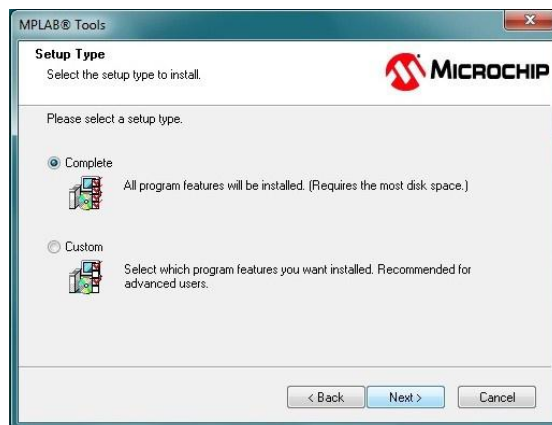 MPLAB® Tools
Setup Type
Select the setup type to install.
MICROCHIP
Please select a setup type.
Complete
All program features will be installed. (Requires the most disk space.)
Custom
Select which program features you want installed. Recommended for
advanced users.
< Back
Next >
Cancel